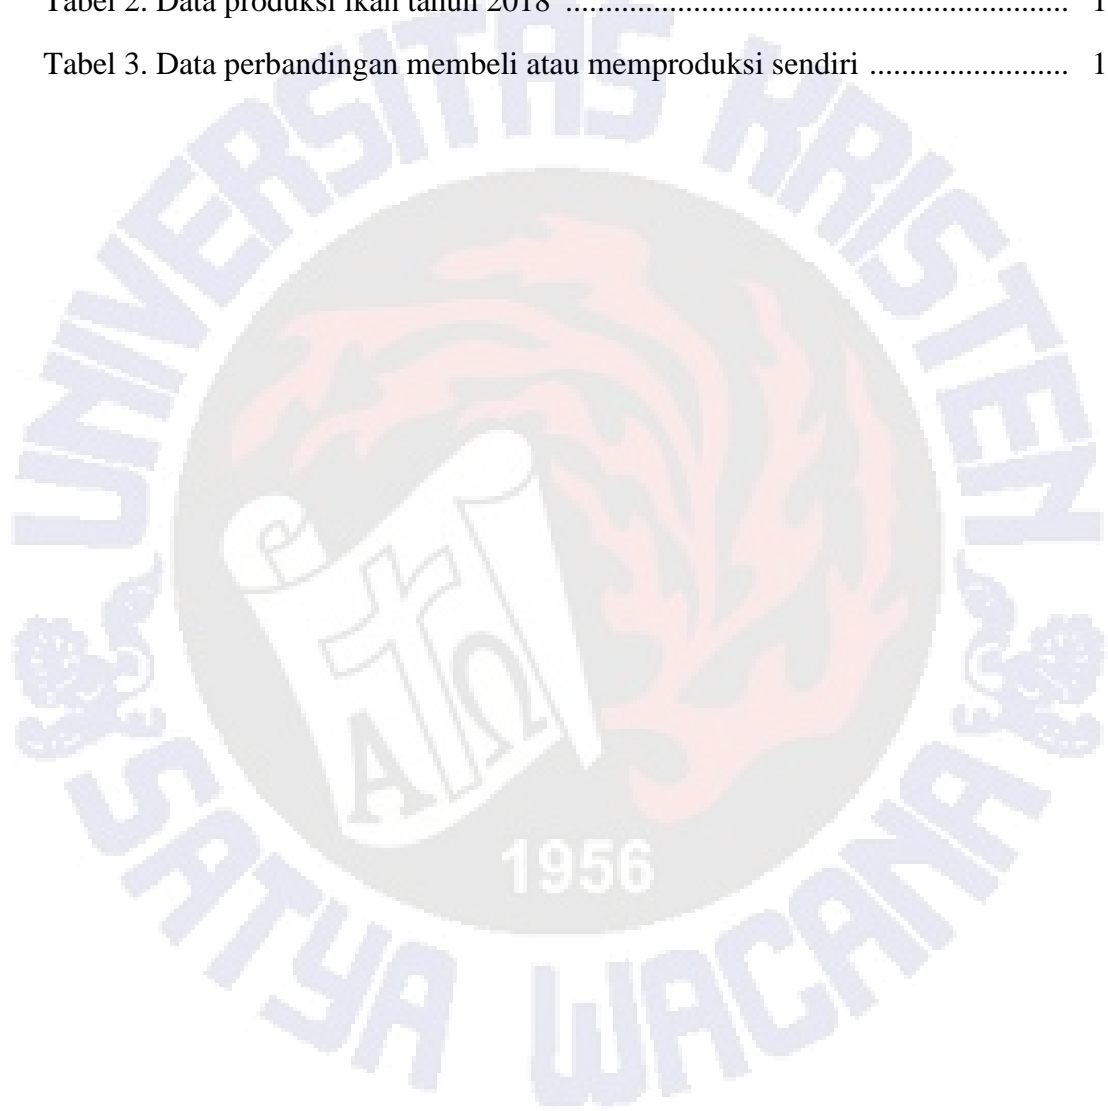 Tabel 2. Data produksi ikan tahun 2018 ............................................................... 1
Tabel 3. Data perbandingan membeli atau memproduksi sendiri ......................... 1
UNIVERSITAS KRISTEN
SATYA WACANA
Α Ω
1956